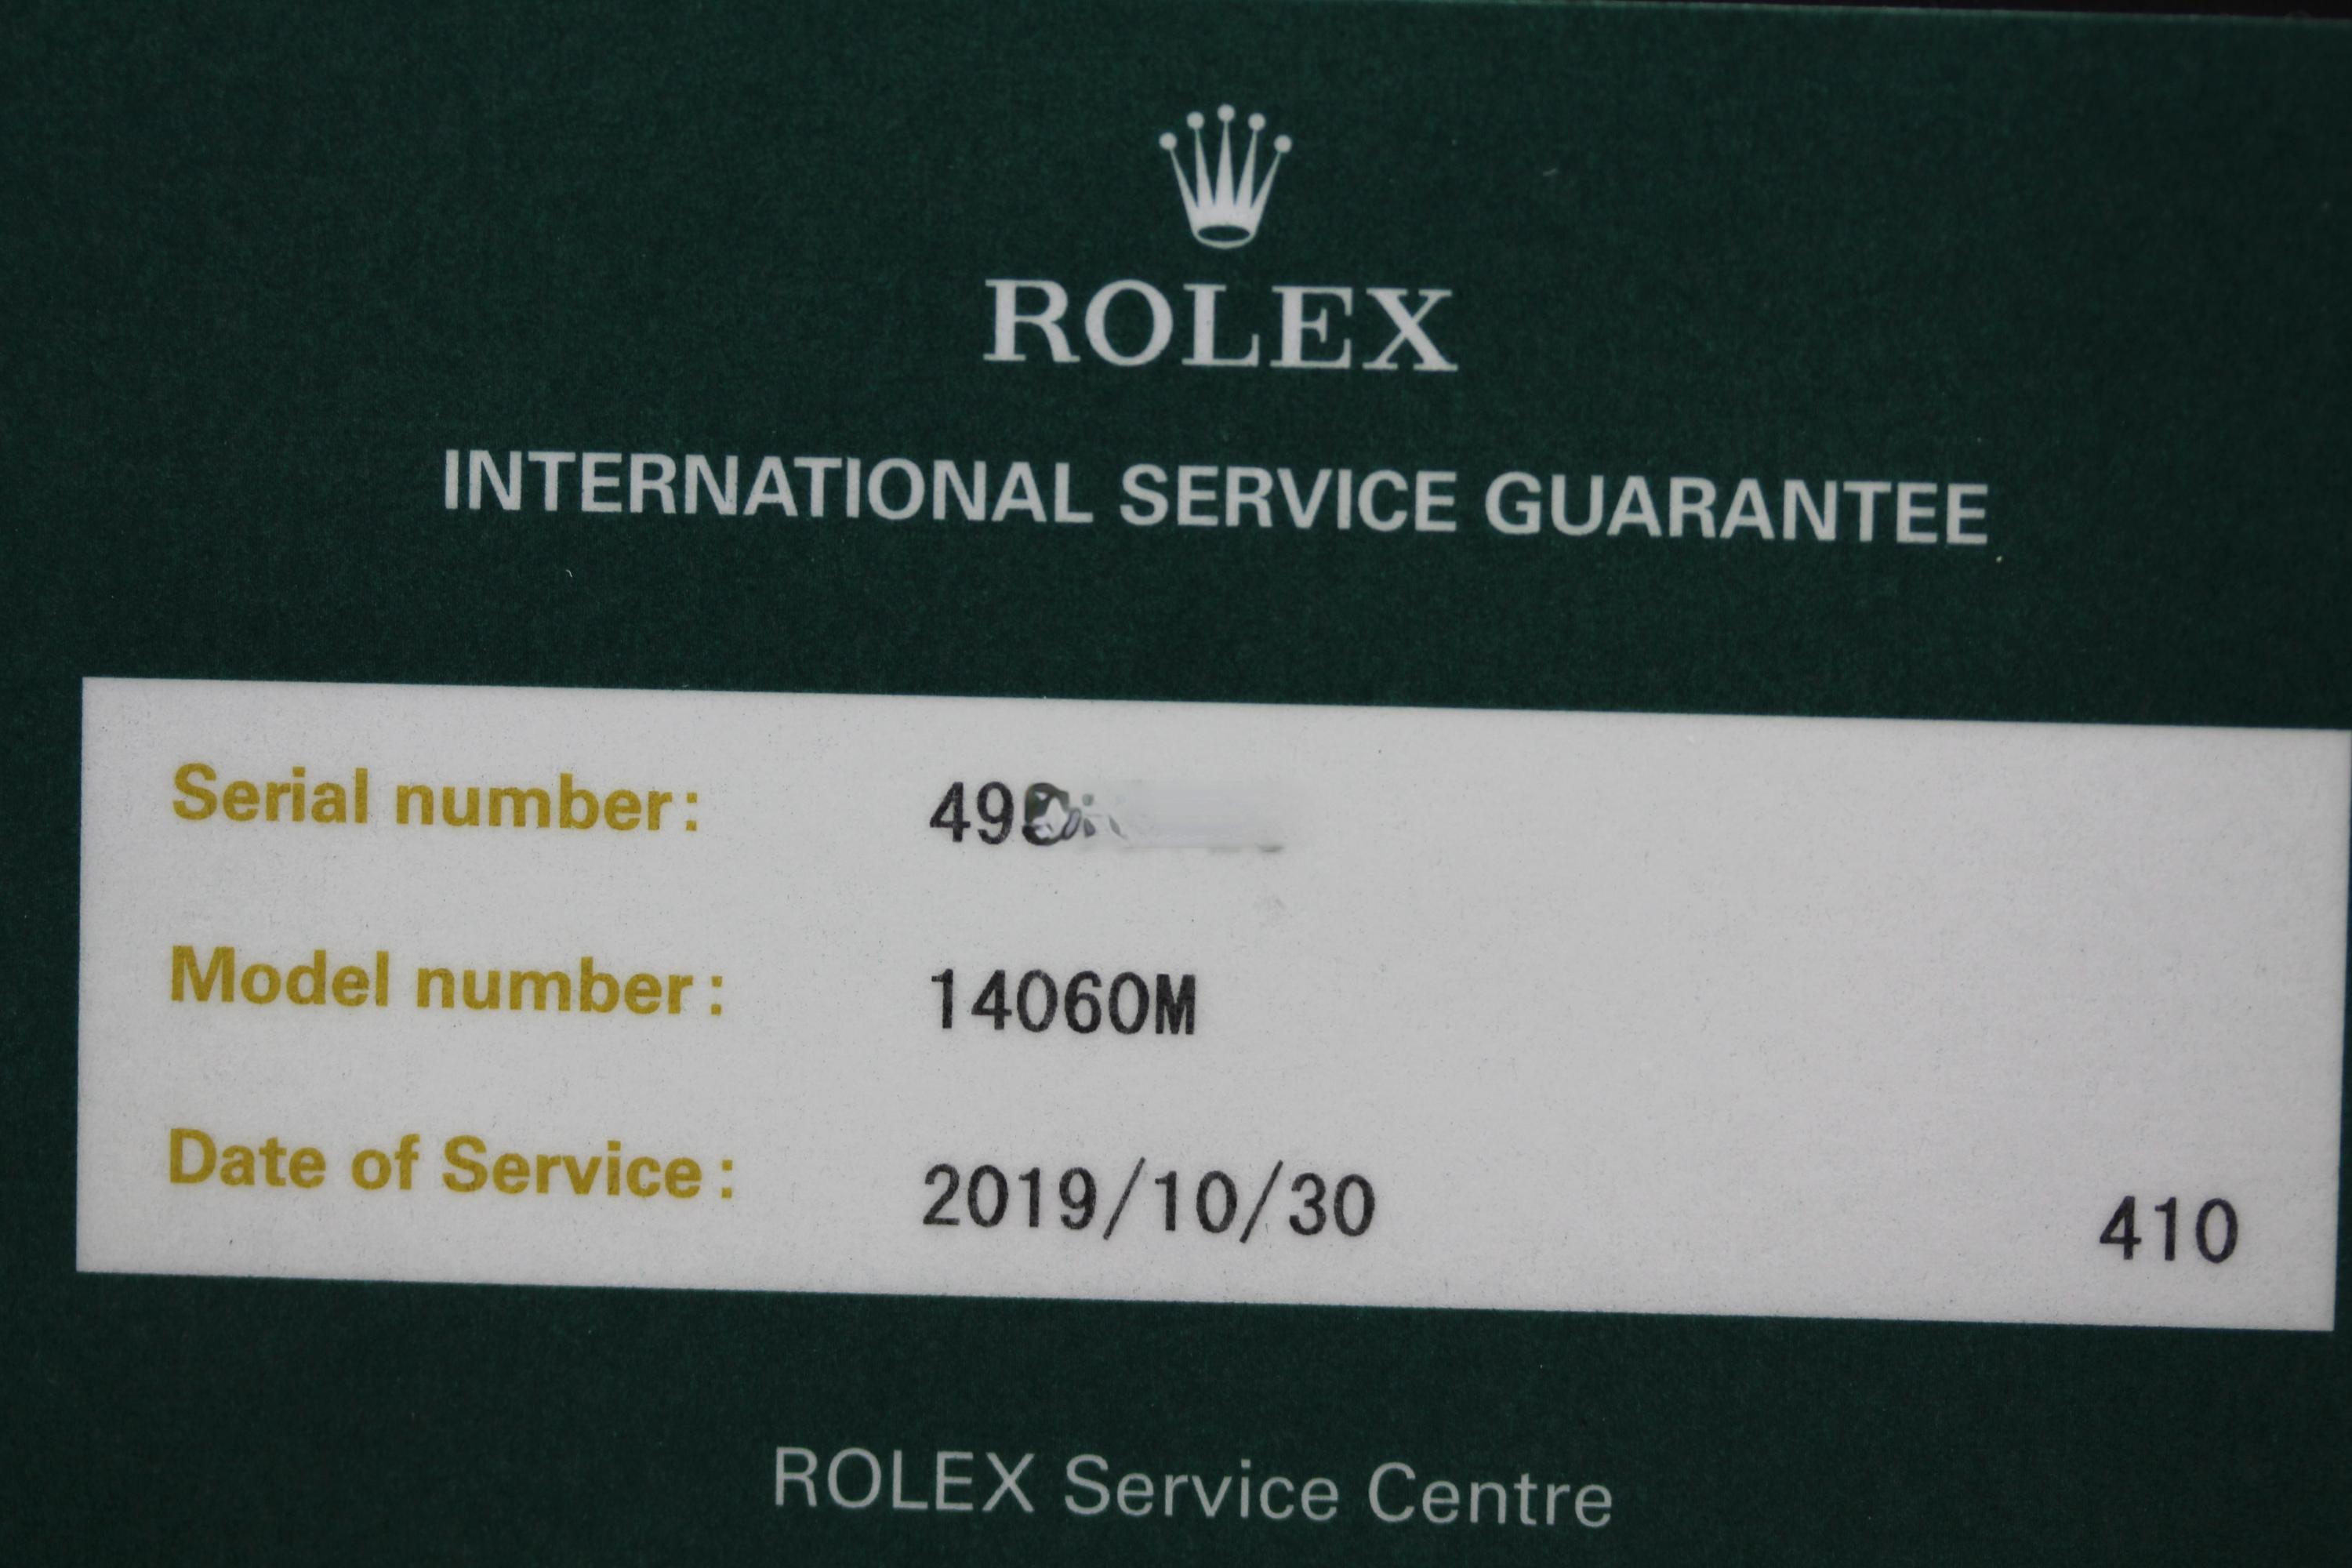 ROLEX
INTERNATIONAL SERVICE GUARANTEE
Serial number: 49
Model number: 14060M
Date of Service: 2019/10/30 410
ROLEX Service Centre